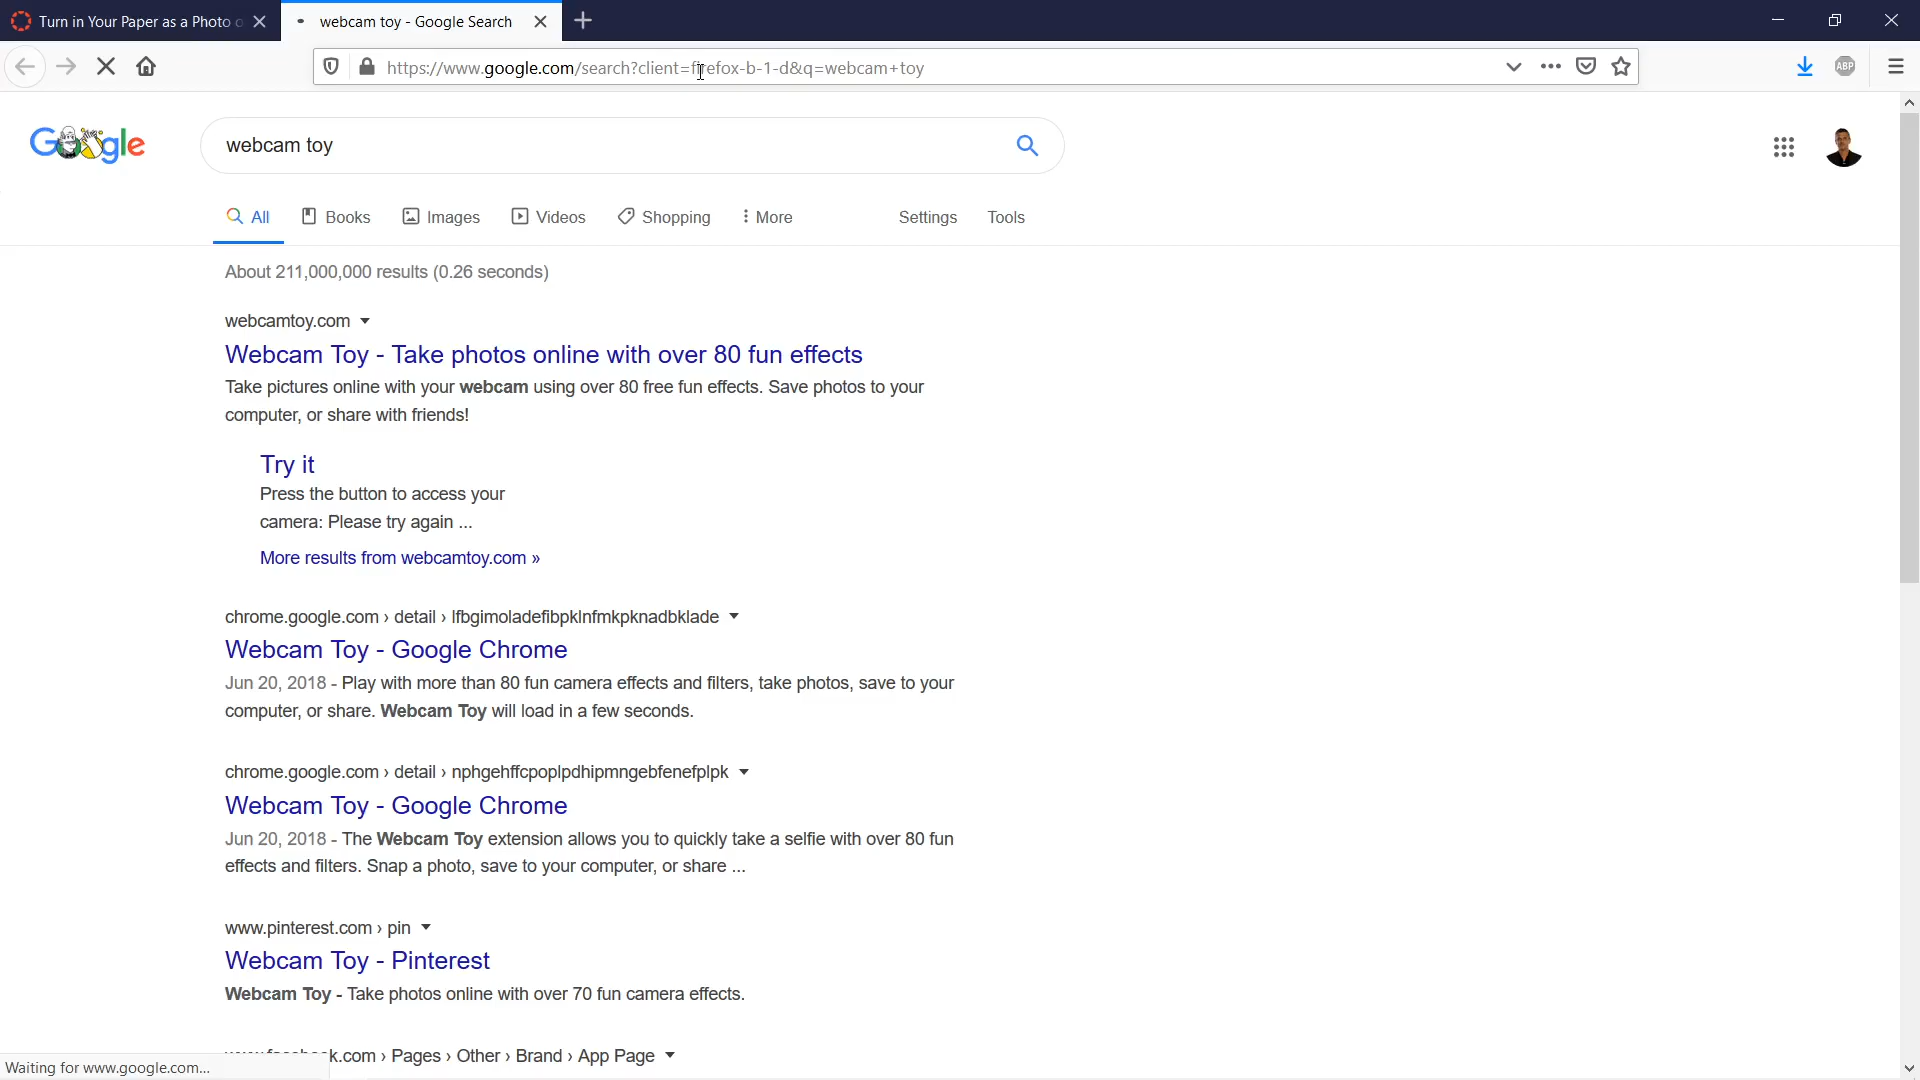 Turn in Your Paper as a Photo
webcam toy - Google Search
https://www.google.com/search?client=firefox-b-1-d&q=webcam+toy
ABP
Google
webcam toy
All
Books
Images
Videos
Shopping
More
Settings
Tools
About 211,000,000 results (0.26 seconds)
webcamtoy.com
Webcam Toy - Take photos online with over 80 fun effects
Take pictures online with your webcam using over 80 free fun effects. Save photos to your
computer, or share with friends!
Try it
Press the button to access your
camera: Please try again ...
More results from webcamtoy.com »
chrome.google.com › detail › lfbgimoladefibpklnfmkpknadbklade
Webcam Toy - Google Chrome
Jun 20, 2018 - Play with more than 80 fun camera effects and filters, take photos, save to your
computer, or share. Webcam Toy will load in a few seconds.
chrome.google.com › detail › nphgehffcpoplpdhipmngebfenefplpk
Webcam Toy - Google Chrome
Jun 20, 2018 - The Webcam Toy extension allows you to quickly take a selfie with over 80 fun
effects and filters. Snap a photo, save to your computer, or share ...
www.pinterest.com › pin
Webcam Toy - Pinterest
Webcam Toy - Take photos online with over 70 fun camera effects.
k.com › Pages › Other › Brand › App Page
Waiting for www.google.com...